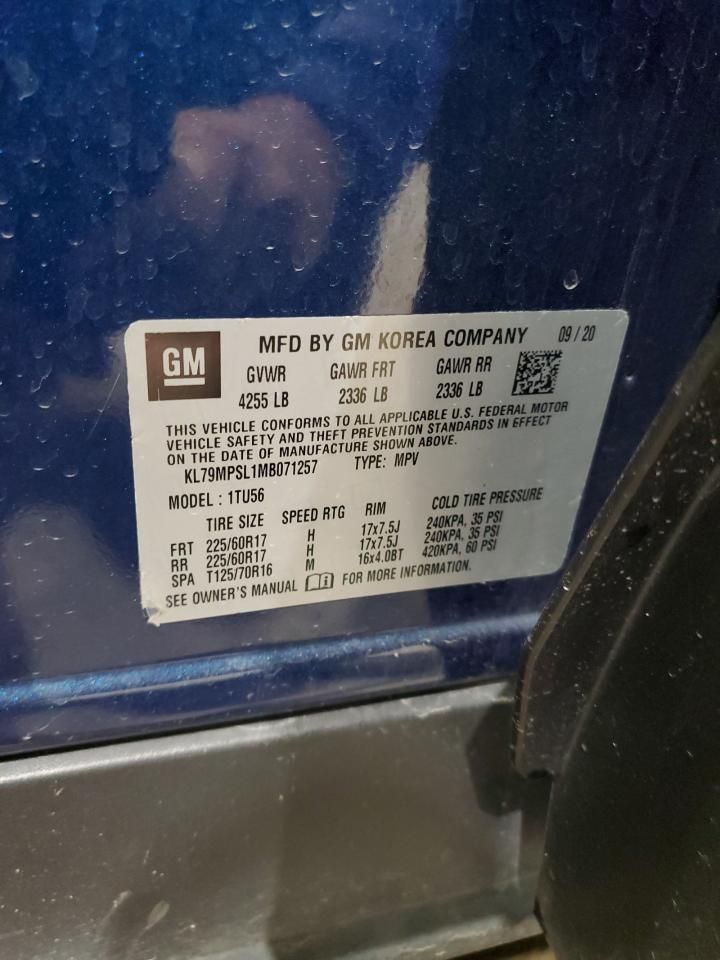 GM
MFD BY GM KOREA COMPANY 09 / 20
GVWR GAWR FRT GAWR RR
4255 LB 2336 LB 2336 LB
THIS VEHICLE CONFORMS TO ALL APPLICABLE U.S. FEDERAL MOTOR
VEHICLE SAFETY AND THEFT PREVENTION STANDARDS IN EFFECT
ON THE DATE OF MANUFACTURE SHOWN ABOVE.
KL79MPSL1MB071257 TYPE: MPV
MODEL : 1TU56
TIRE SIZE SPEED RTG RIM COLD TIRE PRESSURE
FRT 225/60R17 H 17x7.5J 240KPA, 35 PSI
RR 225/60R17 H 17x7.5J 240KPA, 35 PSI
SPA T125/70R16 M 16x4.0BT 420KPA, 60 PSI
SEE OWNER'S MANUAL i FOR MORE INFORMATION.